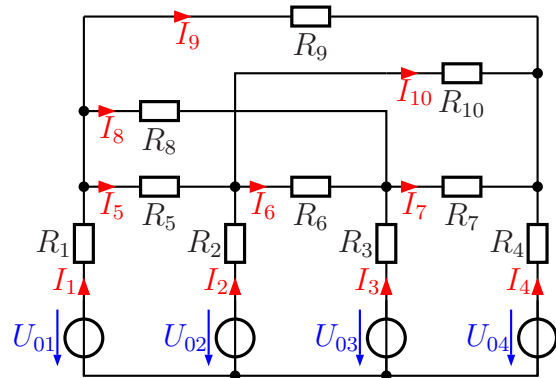 I₉ R₉
I₁₀ R₁₀
I₈ R₈
I₅ R₅ I₆ R₆ I₇ R₇
R₁ R₂ R₃ R₄
I₁ I₂ I₃ I₄
U₀₁ U₀₂ U₀₃ U₀₄